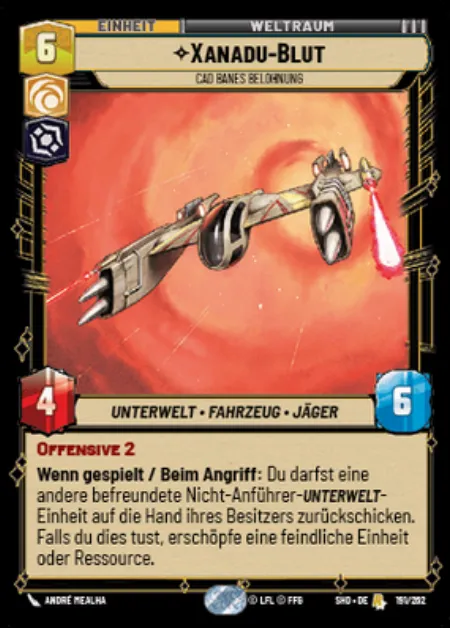 EINHEIT WELTRAUM
6
XANADU-BLUT
CAD BANES BELOHNUNG
4
6
UNTERWELT • FAHRZEUG • JÄGER
OFFENSIVE 2
Wenn gespielt / Beim Angriff: Du darfst eine
andere befreundete Nicht-Anführer-UNTERWELT-
Einheit auf die Hand ihres Besitzers zurückschicken.
Falls du dies tust, erschöpfe eine feindliche Einheit
oder Ressource.
ANDRÉ MEALHA © LFL © FFG SHD • DE 191/262